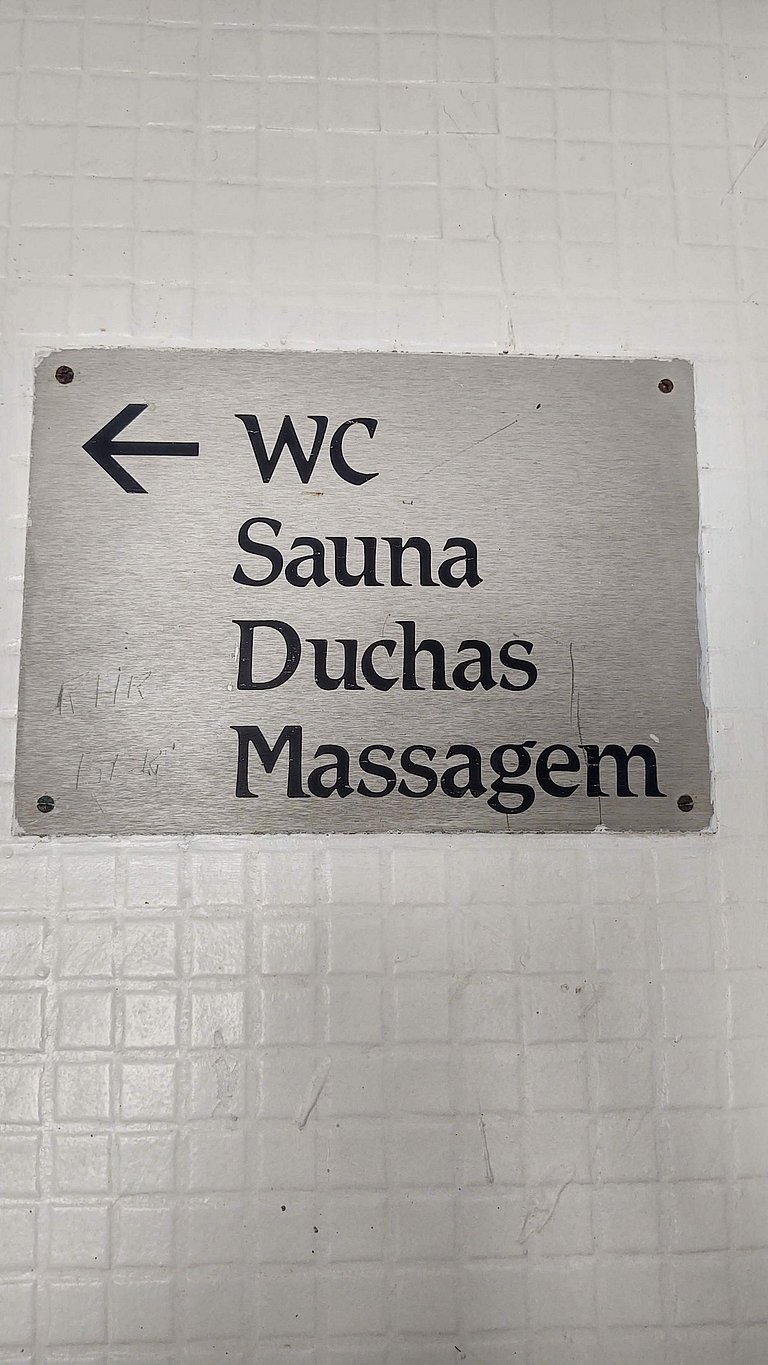 ← WC
Sauna
Duchas
Massagem